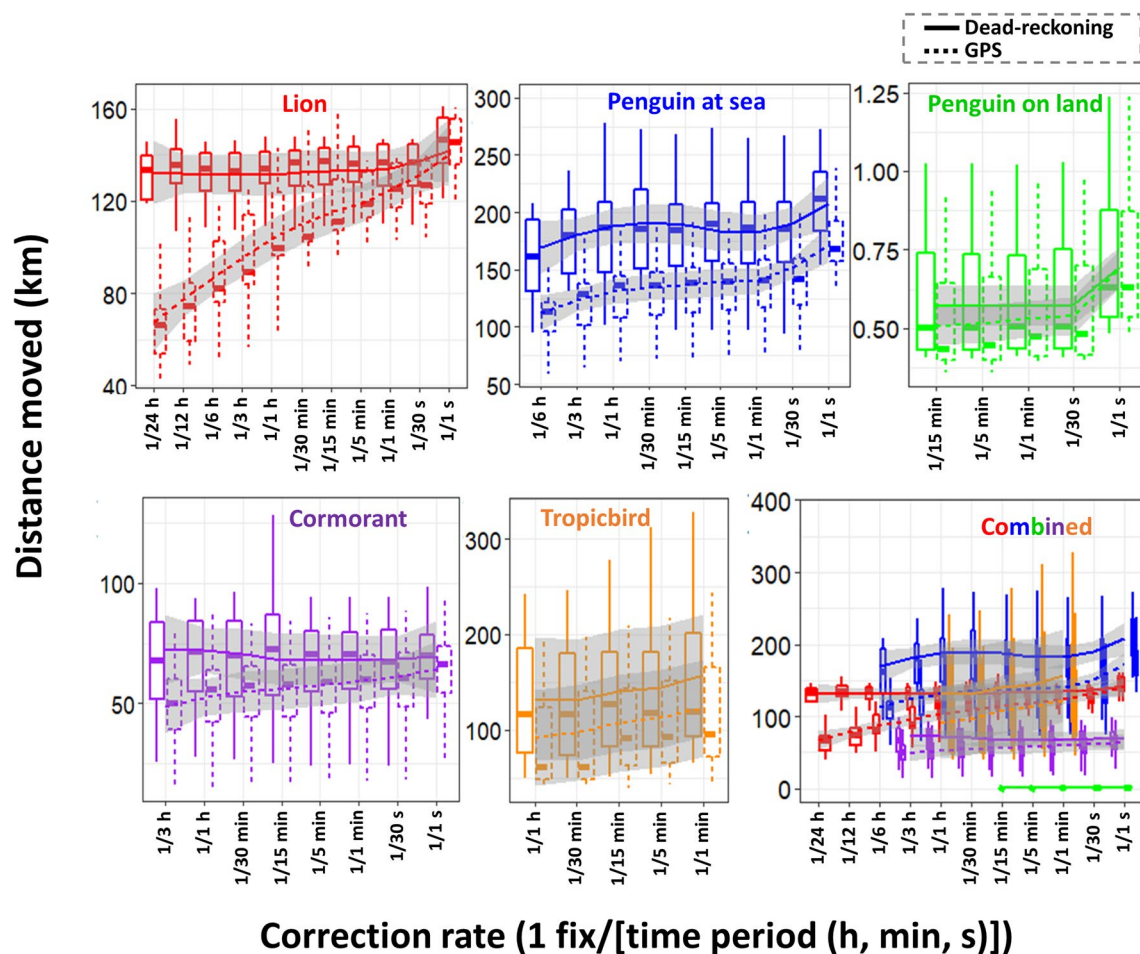 Dead-reckoning
GPS
Distance moved (km)
Lion
160
120
80
40
1/24 h
1/12 h
1/6 h
1/3 h
1/1 h
1/30 min
1/15 min
1/5 min
1/1 min
1/30 s
1/1 s
Penguin at sea
300
250
200
150
100
50
1/6 h
1/3 h
1/1 h
1/30 min
1/15 min
1/5 min
1/1 min
1/30 s
1/1 s
Penguin on land
1.25
1.00
0.75
0.50
1/15 min
1/5 min
1/1 min
1/30 s
1/1 s
Cormorant
100
50
1/3 h
1/1 h
1/30 min
1/15 min
1/5 min
1/1 min
1/30 s
1/1 s
Tropicbird
300
200
100
1/1 h
1/30 min
1/15 min
1/5 min
1/1 min
Combined
400
300
200
100
0
1/24 h
1/12 h
1/6 h
1/3 h
1/1 h
1/30 min
1/15 min
1/5 min
1/1 min
1/30 s
1/1 s
Correction rate (1 fix/[time period (h, min, s)])